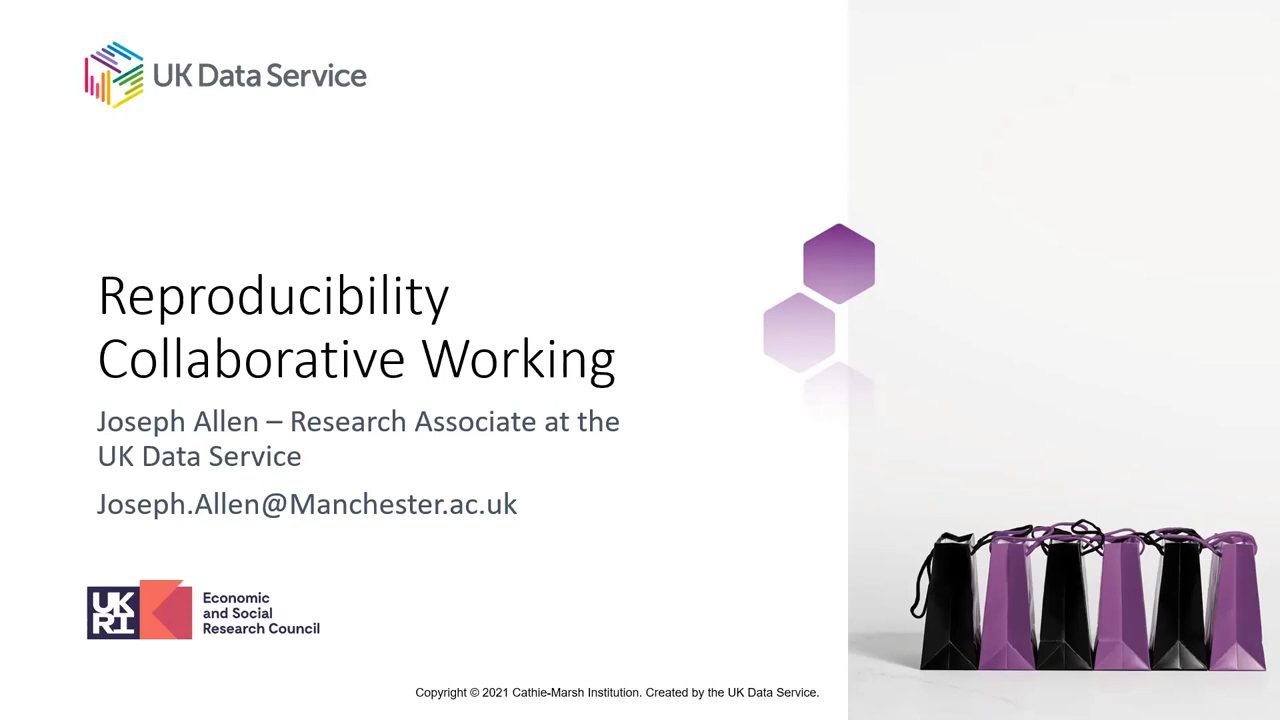 UK Data Service
Reproducibility
Collaborative Working
Joseph Allen – Research Associate at the
UK Data Service
Joseph.Allen@Manchester.ac.uk
UK
RI
Economic
and Social
Research Council
Copyright © 2021 Cathie-Marsh Institution. Created by the UK Data Service.